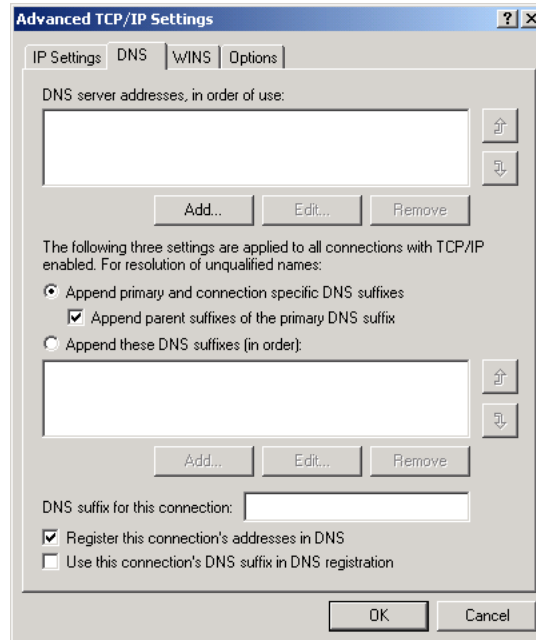 Advanced TCP/IP Settings
IP Settings DNS WINS Options
DNS server addresses, in order of use:
Add... Edit... Remove
The following three settings are applied to all connections with TCP/IP
enabled. For resolution of unqualified names:
Append primary and connection specific DNS suffixes
Append parent suffixes of the primary DNS suffix
Append these DNS suffixes (in order):
Add... Edit... Remove
DNS suffix for this connection:
Register this connection's addresses in DNS
Use this connection's DNS suffix in DNS registration
OK Cancel